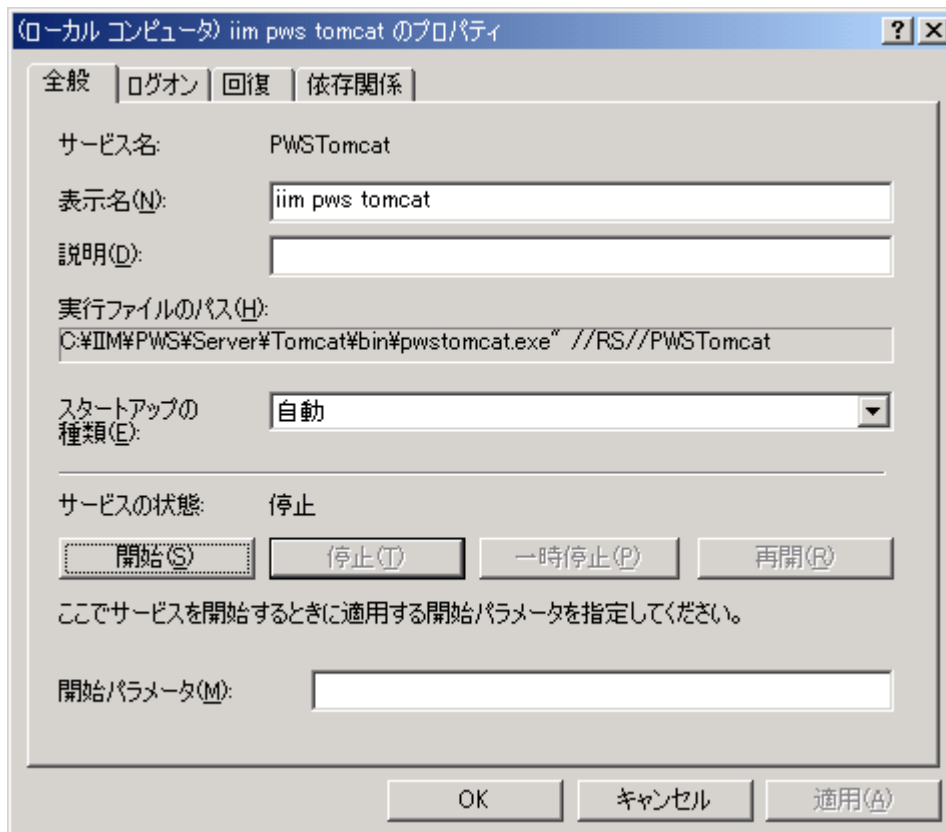 (ローカル コンピュータ) iim pws tomcat のプロパティ
全般 ログオン 回復 依存関係
サービス名: PWSTomcat
表示名(N): iim pws tomcat
説明(D):
実行ファイルのパス(H):
C:¥IIM¥PWS¥Server¥Tomcat¥bin¥pwstomcat.exe" //RS//PWSTomcat
スタートアップの
種類(E): 自動
サービスの状態: 停止
開始(S) 停止(T) 一時停止(P) 再開(R)
ここでサービスを開始するときに適用する開始パラメータを指定してください。
開始パラメータ(M):
OK キャンセル 適用(A)